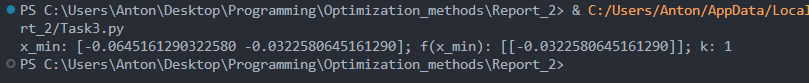 PS C:\Users\Anton\Desktop\Programming\Optimization_methods\Report_2> & C:/Users/Anton/AppData/Local
rt_2/Task3.py
x_min: [-0.0645161290322580 -0.0322580645161290]; f(x_min): [[-0.0322580645161290]]; k: 1
PS C:\Users\Anton\Desktop\Programming\Optimization_methods\Report_2>